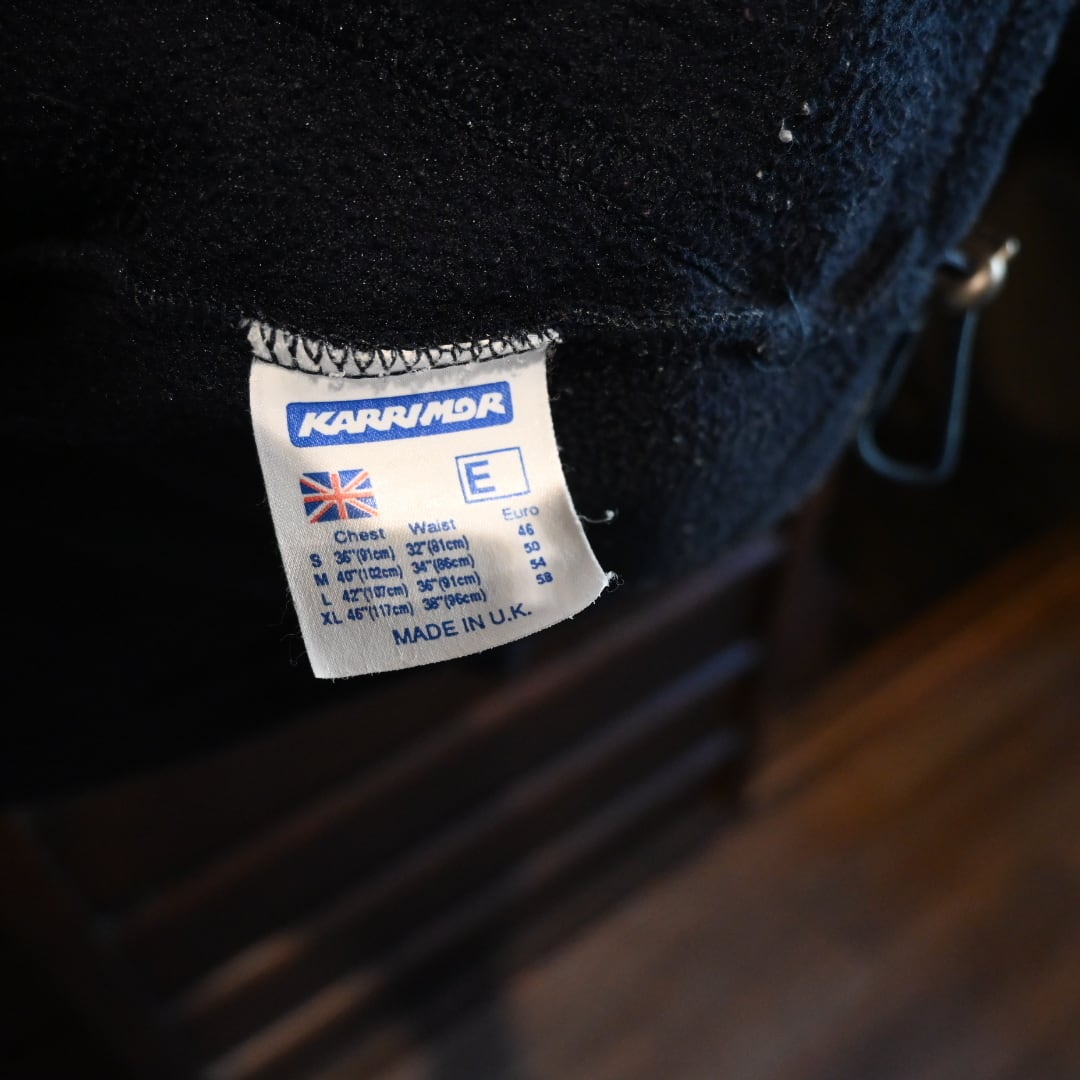 KARRIMOR
E
Chest Waist Euro
S 36"(91cm) 32"(81cm) 46
M 40"(102cm) 34"(86cm) 50
L 42"(107cm) 36"(91cm) 54
XL 46"(117cm) 38"(96cm) 58
MADE IN U.K.